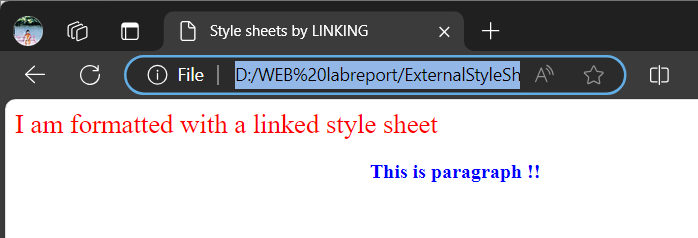 Style sheets by LINKING
File
D:/WEB%20labreport/ExternalStyleSh
I am formatted with a linked style sheet
This is paragraph !!